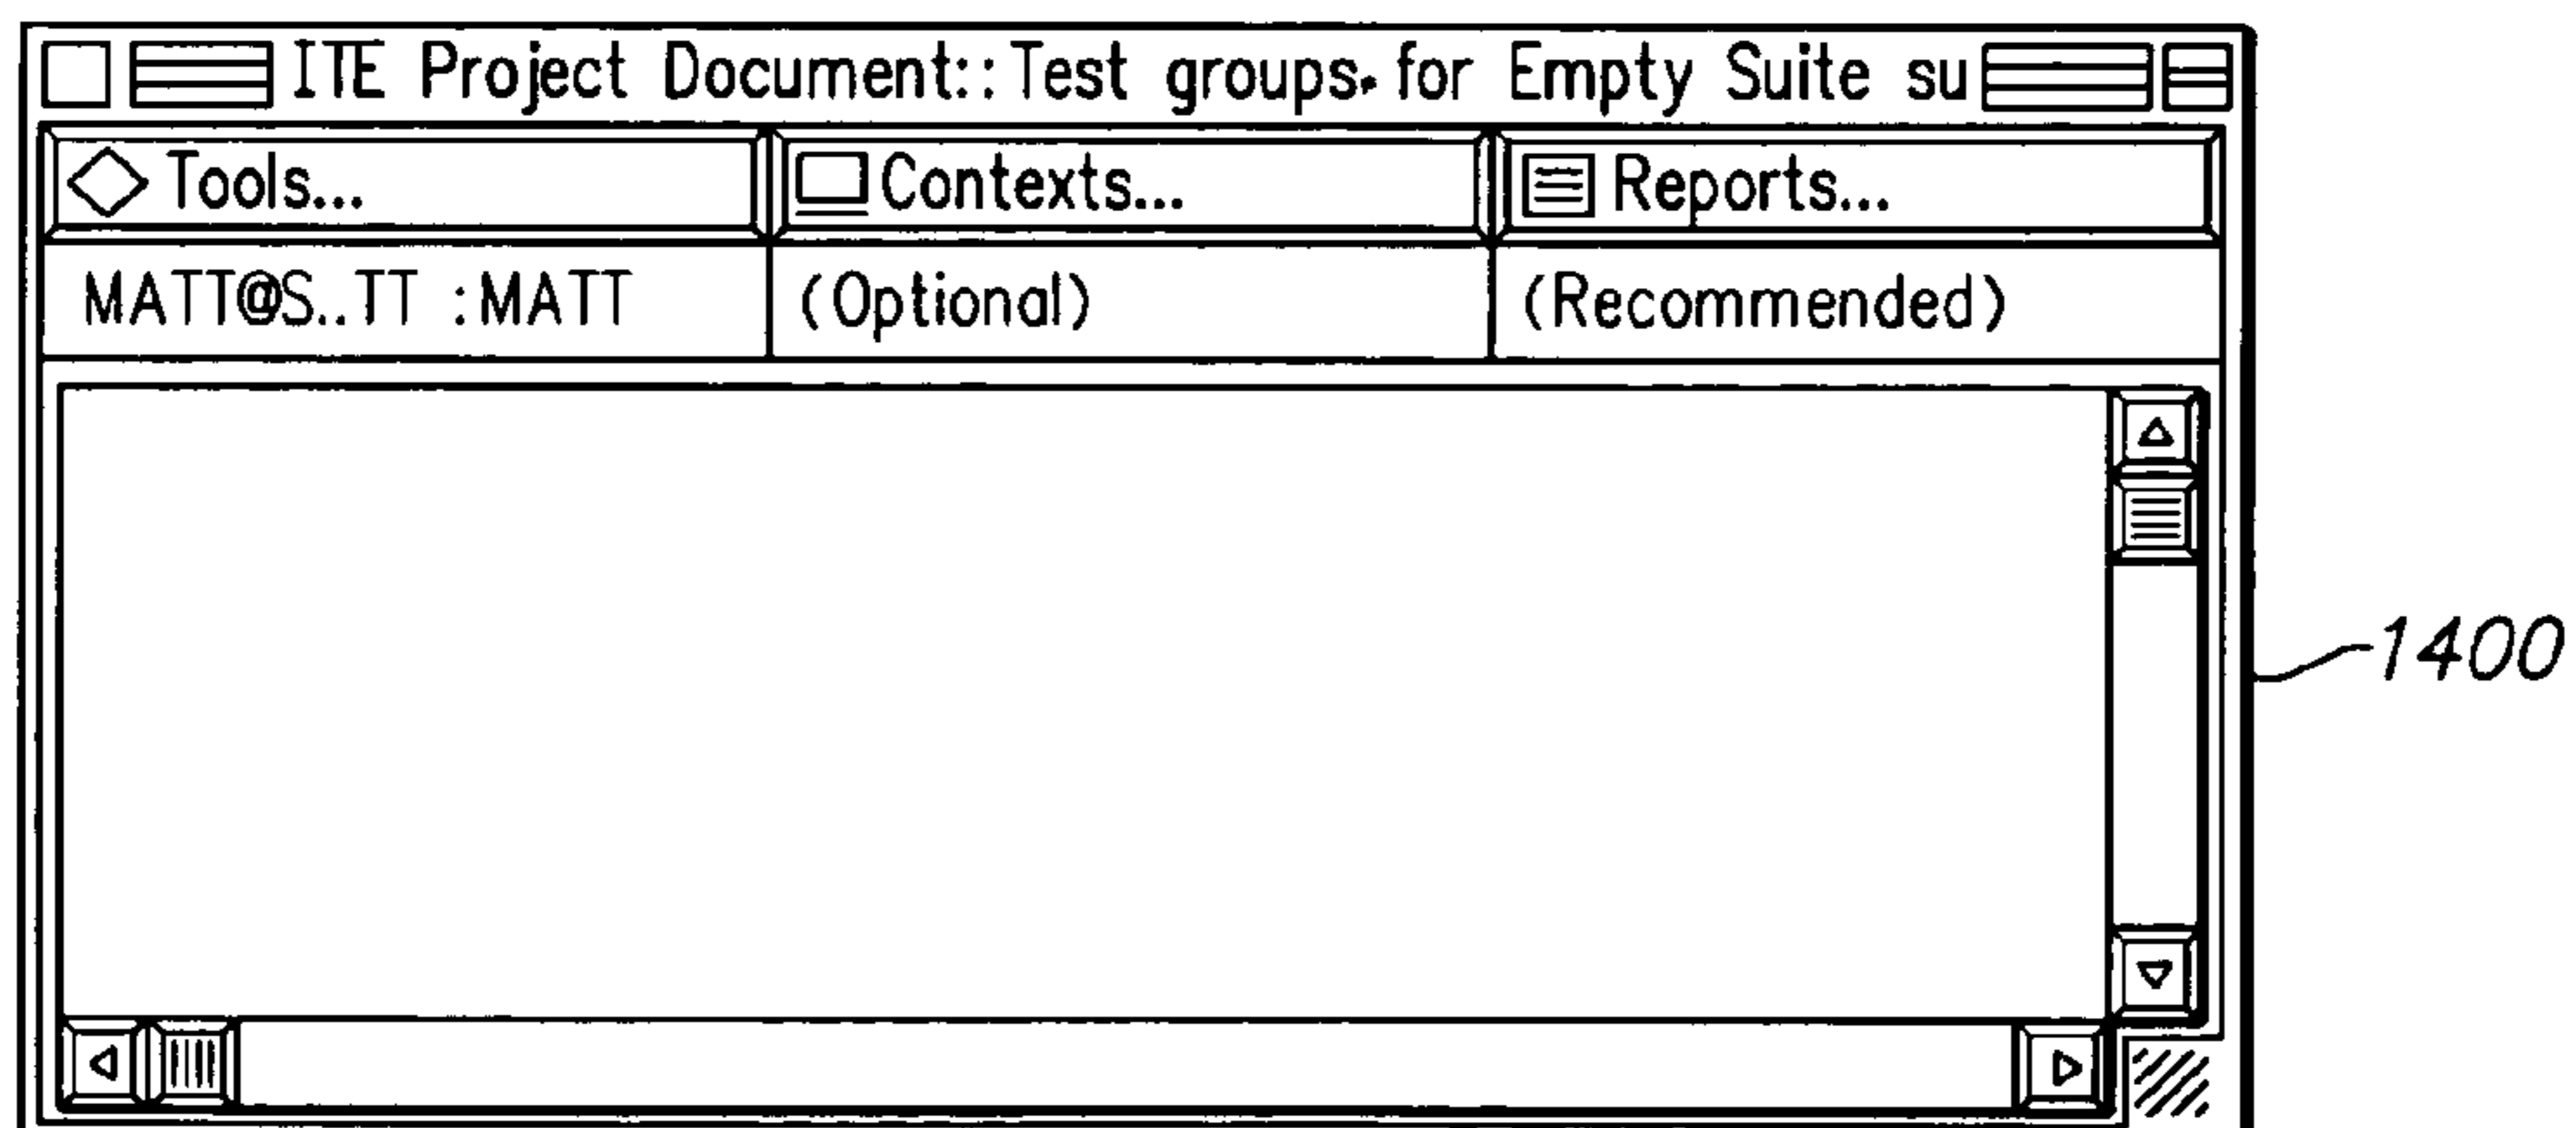 ITE Project Document::Test groups. for Empty Suite su
Tools... Contexts... Reports...
MATT@S..TT :MATT (Optional) (Recommended)
1400